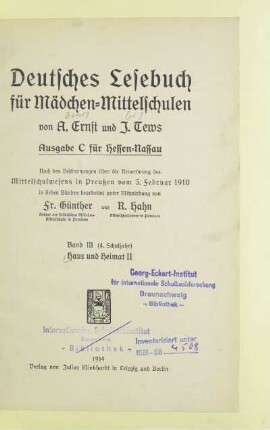 Deutsches Lesebuch
für Mädchen=Mittelschulen
von A. Ernst und J. Tews
Ausgabe C für Hessen-Nassau
Nach den Bestimmungen über die Neuordnung des
Mittelschulwesens in Preußen vom 3. Februar 1910
in sieben Bänden bearbeitet unter Mitwirkung von
Fr. Günther und R. Hahn
Band III (4. Schuljahr)
Haus und Heimat II
Georg-Eckert-Institut
für internationale Schulbuchforschung
Braunschweig
- Bibliothek -
- Bibliothek -
Inventarisiert unter
1914
Verlag von Julius Klinkhardt in Leipzig und Berlin